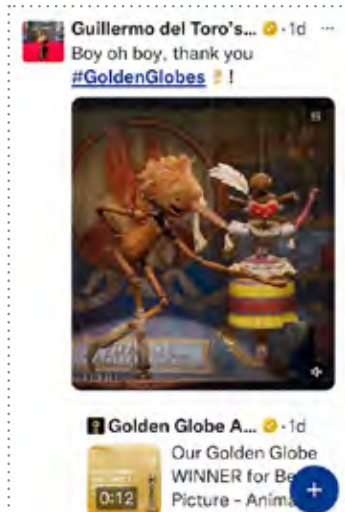 Guillermo del Toro's... · 1d ...
Boy oh boy, thank you
#GoldenGlobes !
Golden Globe A... · 1d
Our Golden Globe
WINNER for Be
Picture - Anima
0:12
+